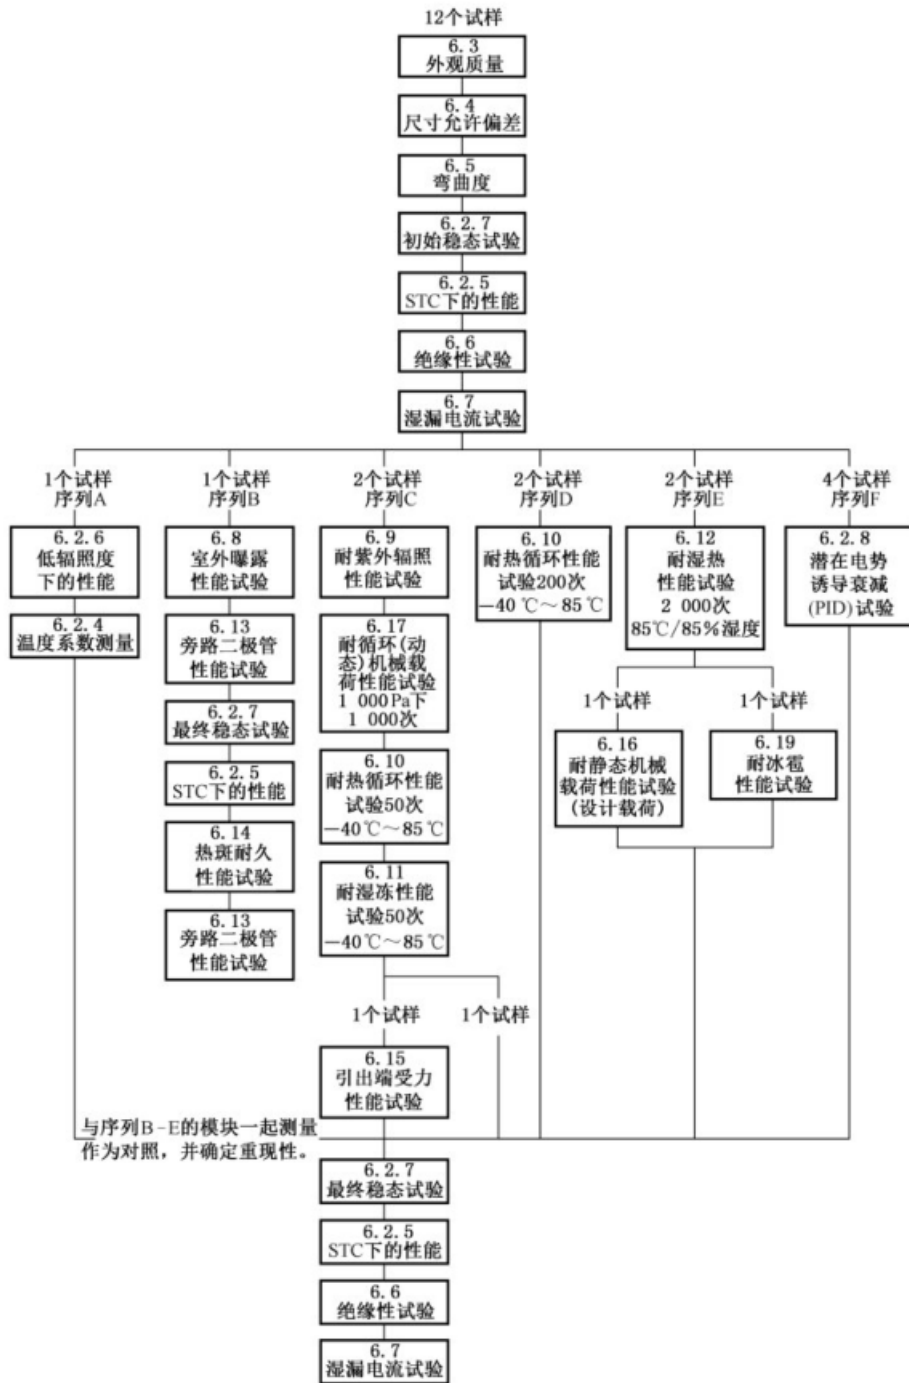 12个试样
6.3
外观质量
6.4
尺寸允许偏差
6.5
弯曲度
6.2.7
初始稳态试验
6.2.5
STC下的性能
6.6
绝缘性试验
6.7
湿漏电流试验
1个试样
序列A
6.2.6
低辐照度
下的性能
6.2.4
温度系数测量
1个试样
序列B
6.8
室外曝露
性能试验
6.13
旁路二极管
性能试验
6.2.7
最终稳态试验
6.2.5
STC下的性能
6.14
热斑耐久
性能试验
6.13
旁路二极管
性能试验
2个试样
序列C
6.9
耐紫外辐照
性能试验
6.17
耐循环(动
态)机械载
荷性能试验
1 000Pa下
1 000次
6.10
耐热循环性能
试验50次
—40℃～85℃
6.11
耐湿冻性能
试验50次
—40℃～85℃
1个试样
1个试样
6.15
引出端受力
性能试验
2个试样
序列D
6.10
耐热循环性能
试验200次
—40℃～85℃
2个试样
序列E
6.12
耐湿热
性能试验
2 000次
85℃/85%湿度
1个试样
6.16
耐静态机械
载荷性能试验
(设计载荷)
1个试样
6.19
耐冰雹
性能试验
4个试样
序列F
6.2.8
潜在电势
诱导衰减
(PID)试验
与序列B-E的模块一起测量
作为对照，并确定重现性。
6.2.7
最终稳态试验
6.2.5
STC下的性能
6.6
绝缘性试验
6.7
湿漏电流试验